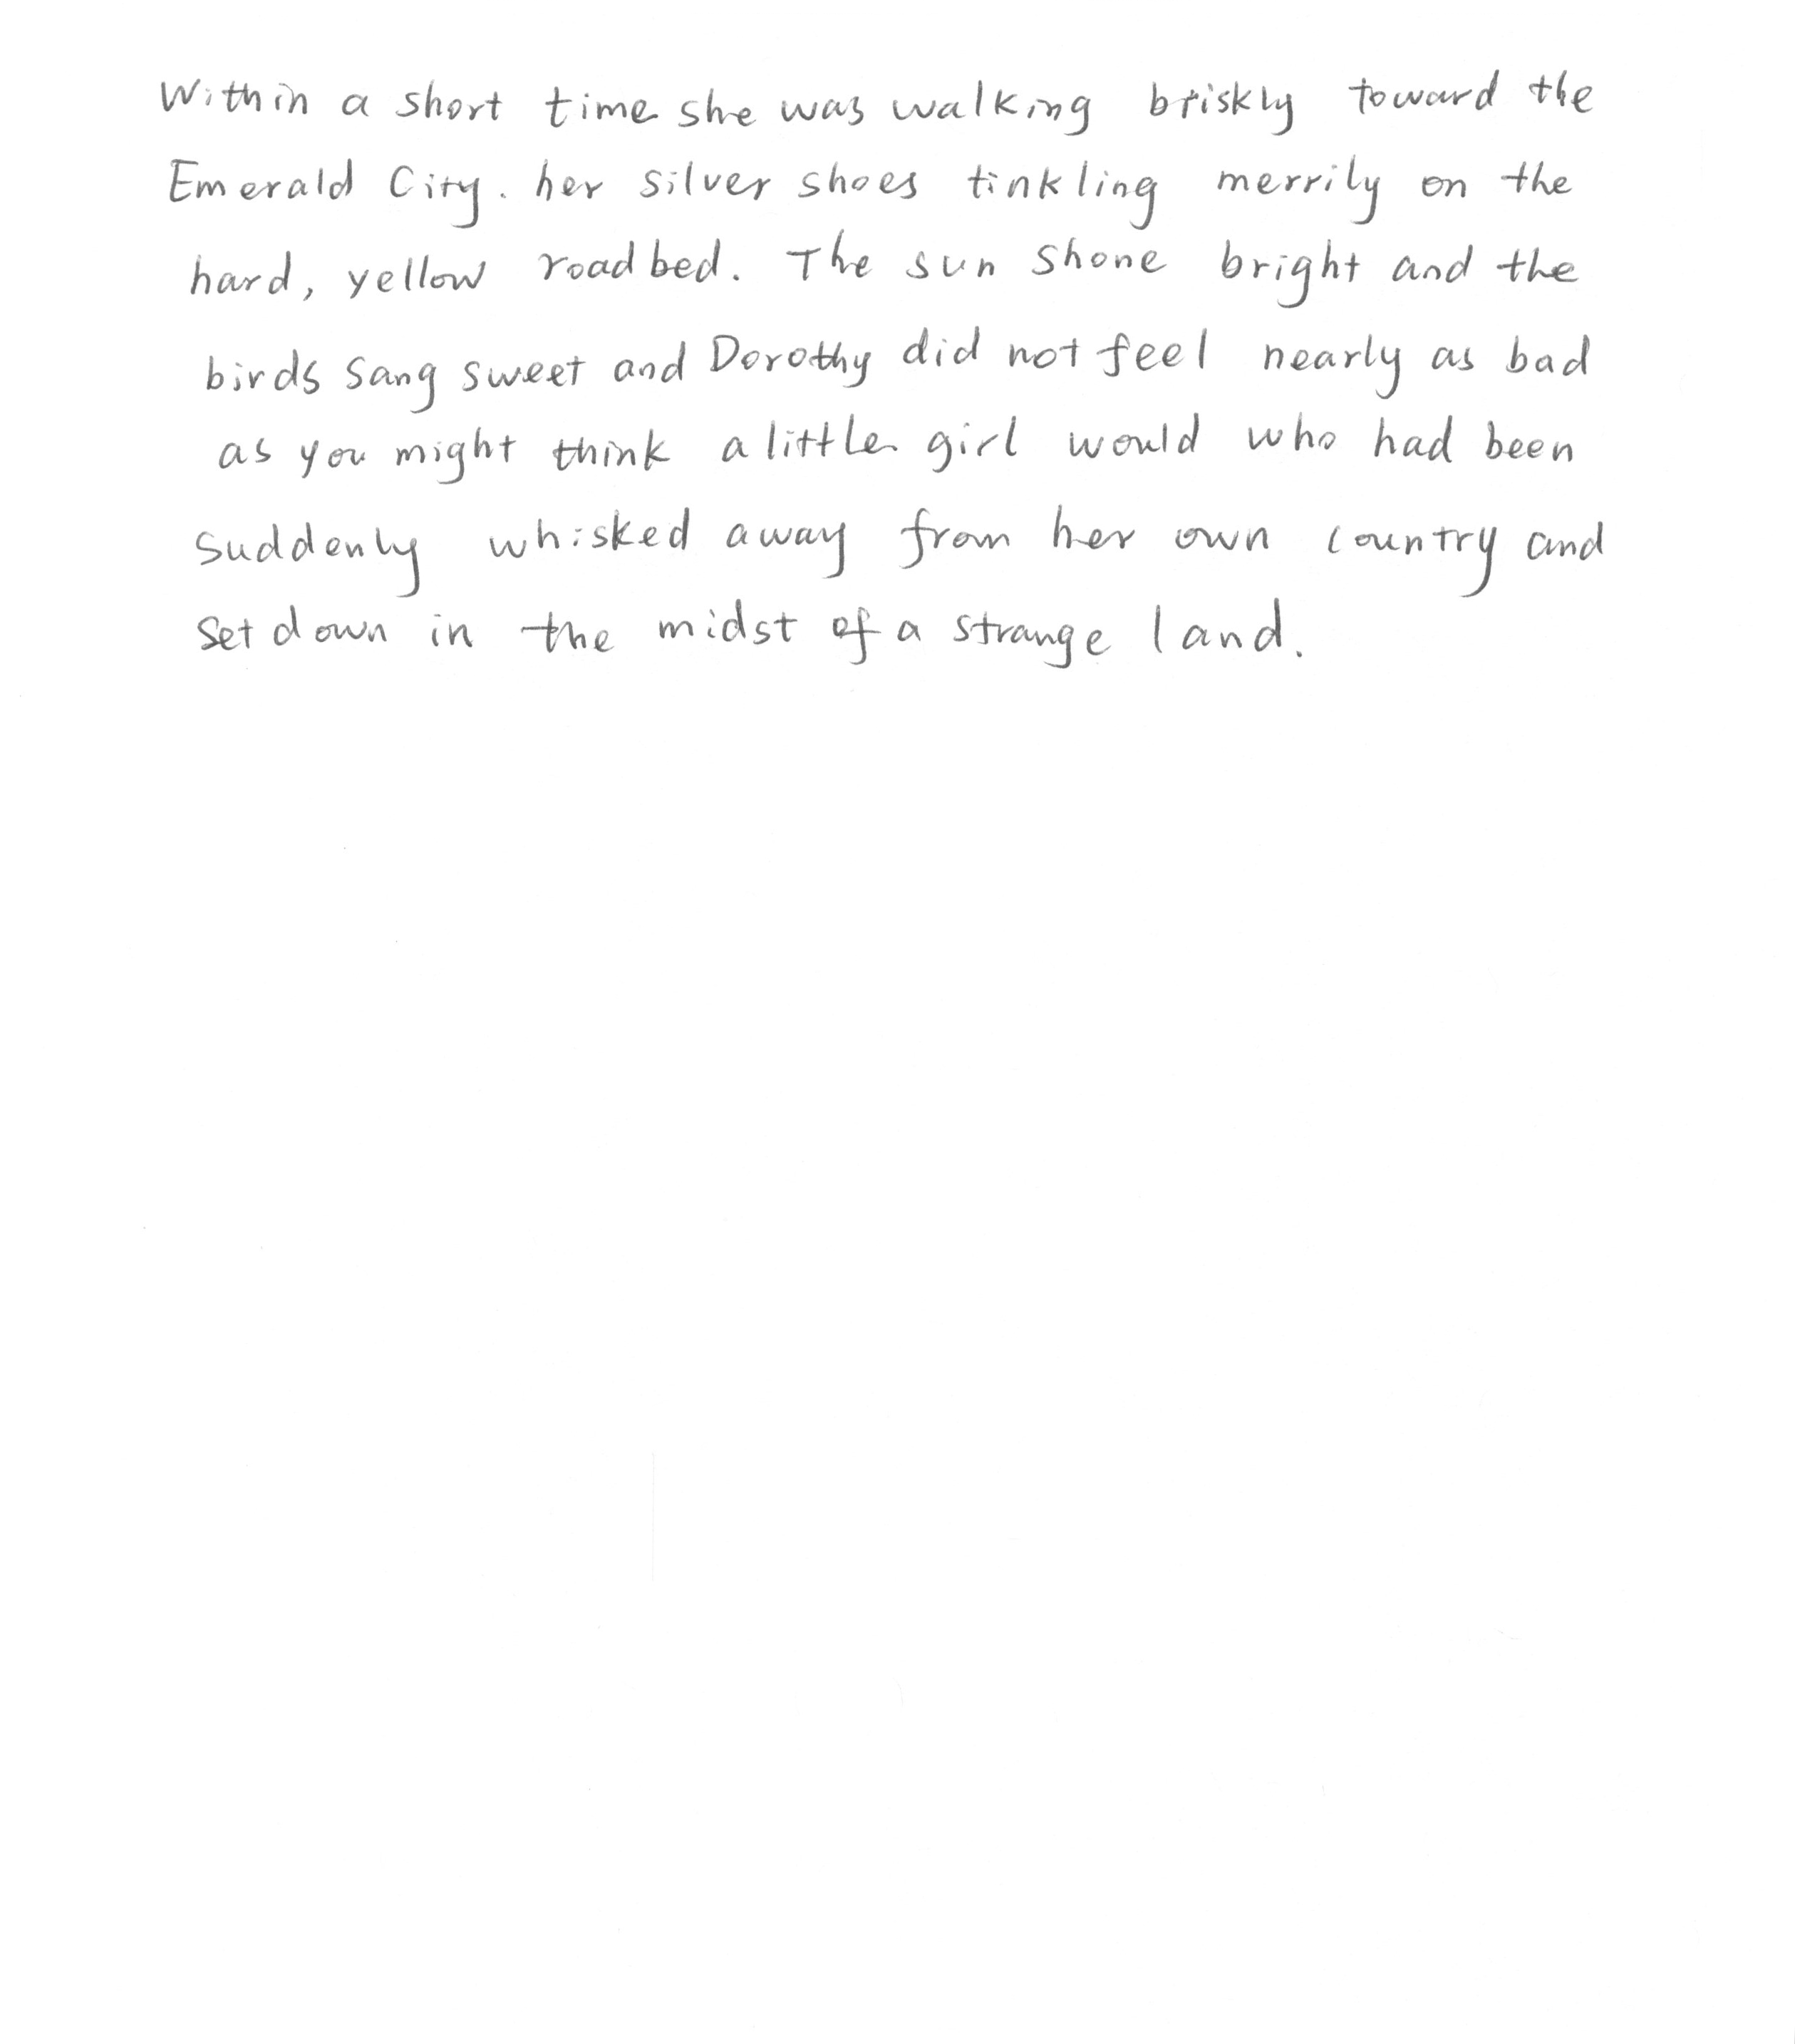 Within a short time she was walking briskly toward the
Emerald City. her silver shoes tinkling merrily on the
hard, yellow roadbed. The sun shone bright and the
birds sang sweet and Dorothy did not feel nearly as bad
as you might think a little girl would who had been
suddenly whisked away from her own country and
set down in the midst of a strange land.